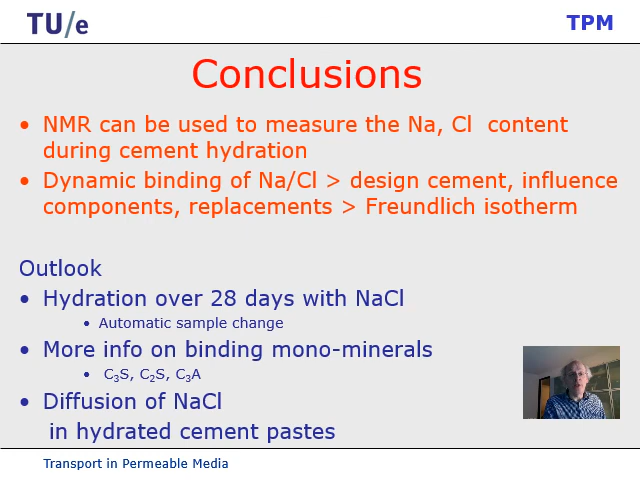 TU/e
TPM
Conclusions
• NMR can be used to measure the Na, Cl content
during cement hydration
• Dynamic binding of Na/Cl > design cement, influence
components, replacements > Freundlich isotherm
Outlook
• Hydration over 28 days with NaCl
• Automatic sample change
• More info on binding mono-minerals
• C₃S, C₂S, C₃A
• Diffusion of NaCl
in hydrated cement pastes
Transport in Permeable Media